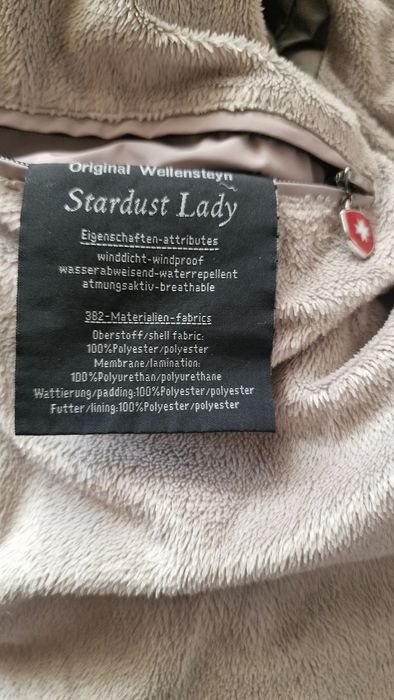 Original Wellensteyn
Stardust Lady
Eigenschaften-attributes
winddicht-windproof
wasserabweisend-waterrepellent
atmungsaktiv-breathable
382-Materialien-fabrics
Oberstoff/shell fabric:
100%Polyester/polyester
Membrane/lamination:
100%Polyurethan/polyurethane
Wattierung/padding:100%Polyester/polyester
Futter/lining:100%Polyester/polyester